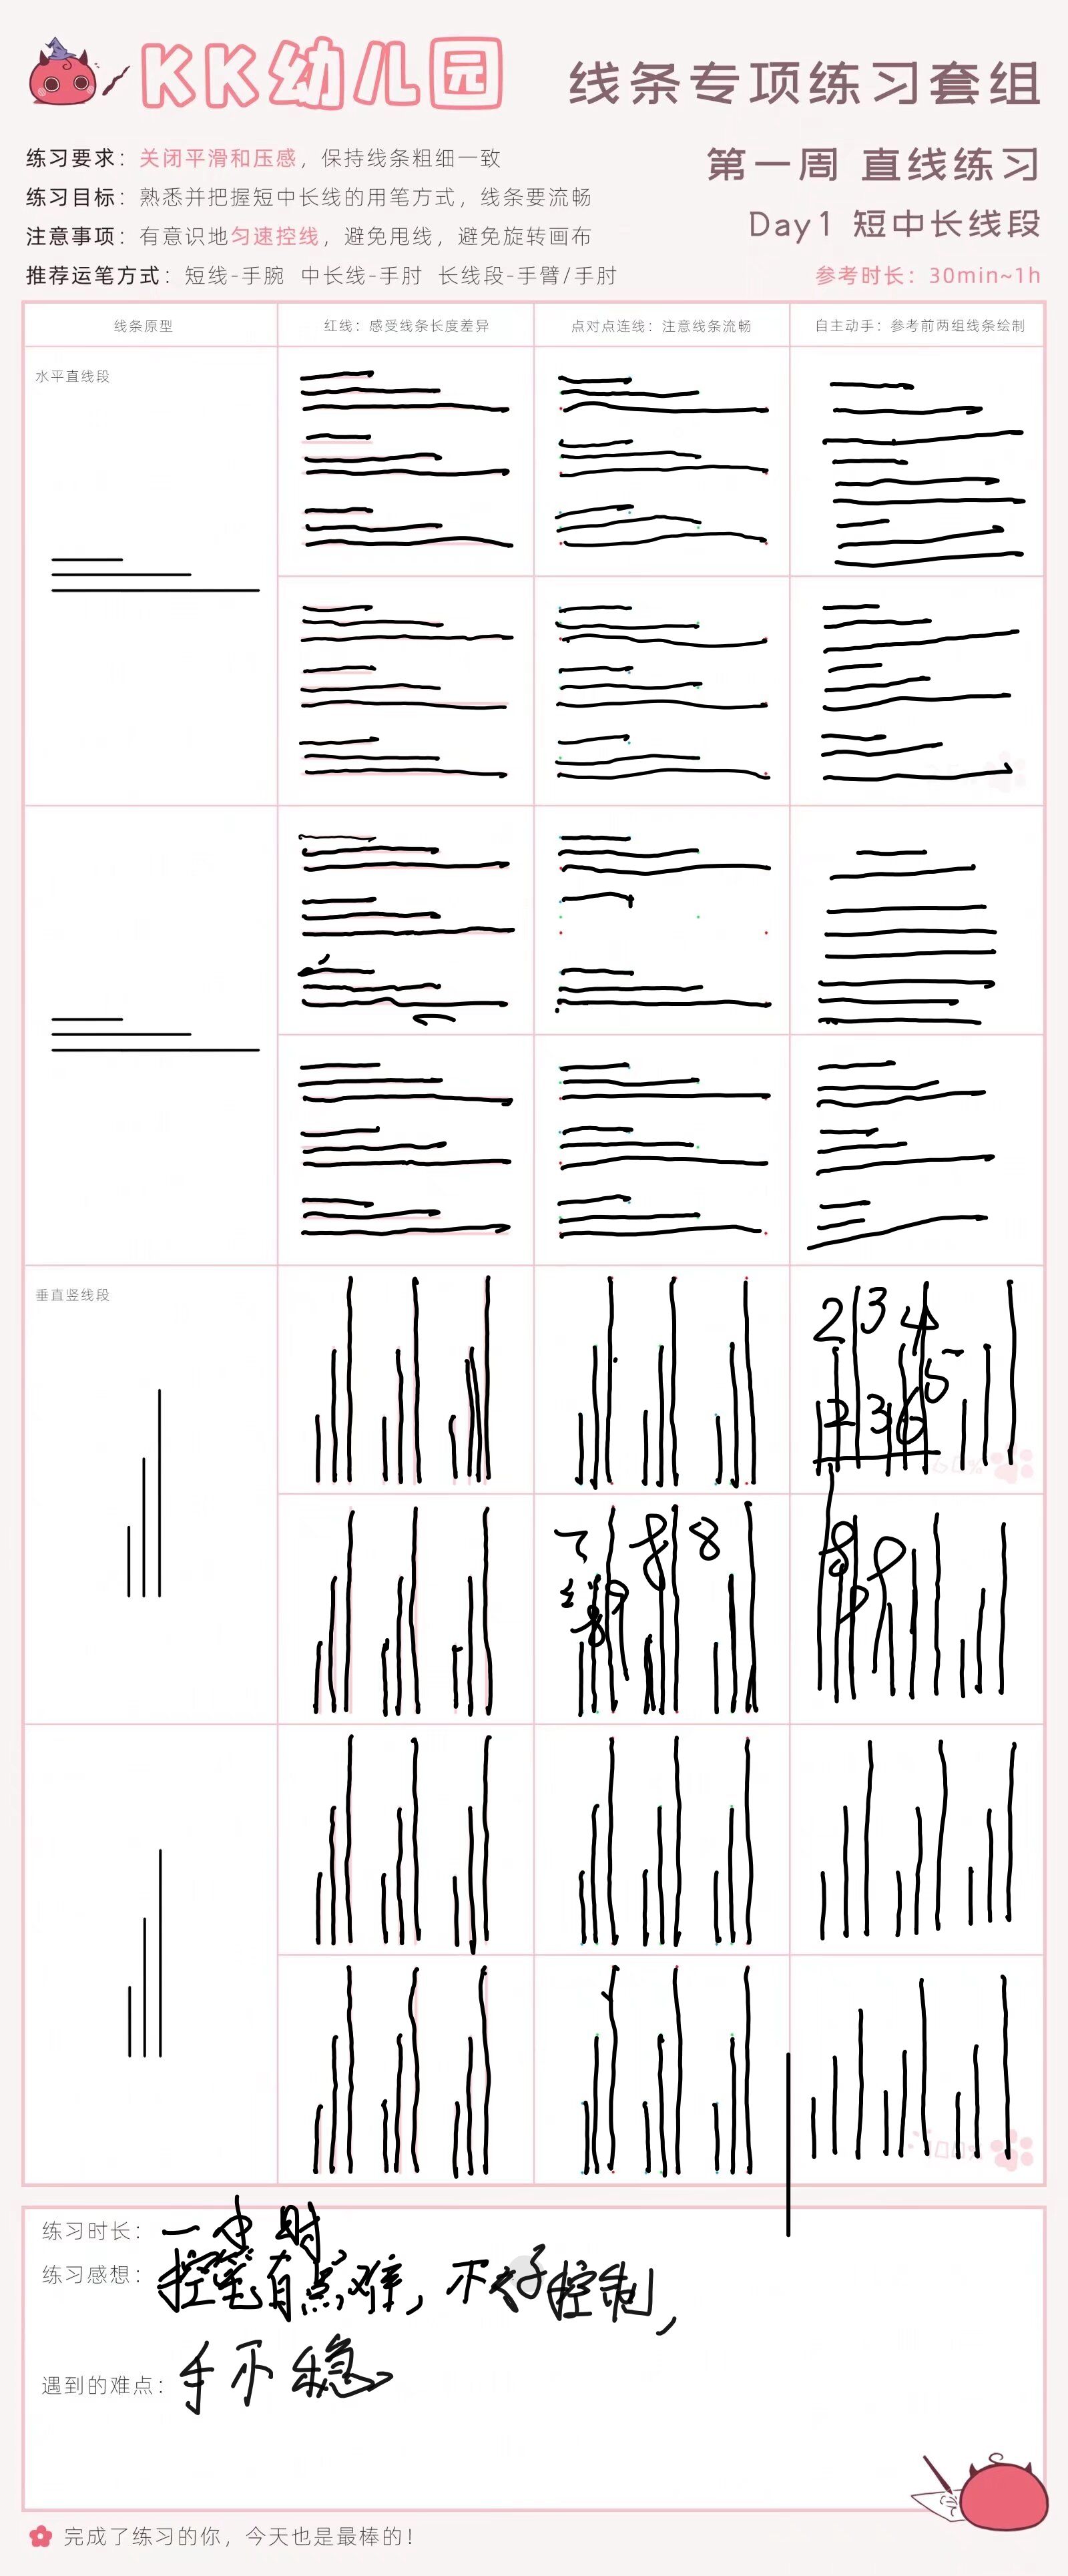 KK幼儿园
线条专项练习套组
练习要求：关闭平滑和压感，保持线条粗细一致
练习目标：熟悉并把握短中长线的用笔方式，线条要流畅
注意事项：有意识地匀速控线，避免甩线，避免旋转画布
推荐运笔方式：短线-手腕 中长线-手肘 长线段-手臂/手肘
第一周 直线练习
Day1 短中长线段
参考时长：30min~1h
线条原型
红线：感受线条长度差异
点对点连线：注意线条流畅
自主动手：参考前两组线条绘制
水平直线段
垂直竖线段
2 3 4
5
2 3 6
60%
8 8
8
100%
练习时长：一小时
练习感想：控笔有点难，不太好控制，
遇到的难点：手不稳
完成了练习的你，今天也是最棒的！